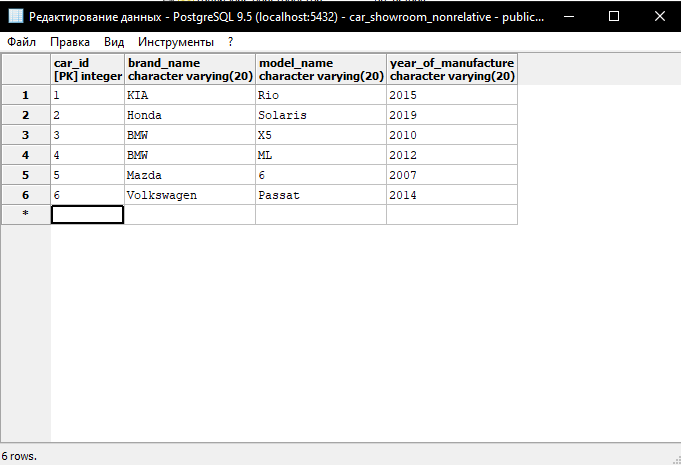 Редактирование данных - PostgreSQL 9.5 (localhost:5432) - car_showroom_nonrelative - public...
Файл Правка Вид Инструменты ?
car_id brand_name model_name year_of_manufacture
[PK] integer character varying(20) character varying(20) character varying(20)
1 1 KIA Rio 2015
2 2 Honda Solaris 2019
3 3 BMW X5 2010
4 4 BMW ML 2012
5 5 Mazda 6 2007
6 6 Volkswagen Passat 2014
*
6 rows.